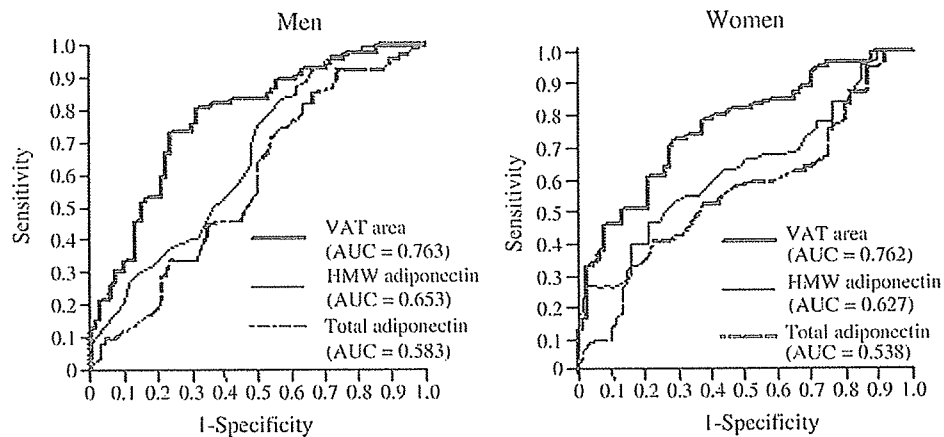 Men
1.0
0.9
0.8
0.7
0.6
0.5
0.4
0.3
0.2
0.1
0
Sensitivity
VAT area
(AUC = 0.763)
HMW adiponectin
(AUC = 0.653)
Total adiponectin
(AUC = 0.583)
0 0.1 0.2 0.3 0.4 0.5 0.6 0.7 0.8 0.9 1.0
1-Specificity
Women
1.0
0.9
0.8
0.7
0.6
0.5
0.4
0.3
0.2
0.1
0
Sensitivity
VAT area
(AUC = 0.762)
HMW adiponectin
(AUC = 0.627)
Total adiponectin
(AUC = 0.538)
0 0.1 0.2 0.3 0.4 0.5 0.6 0.7 0.8 0.9 1.0
1-Specificity